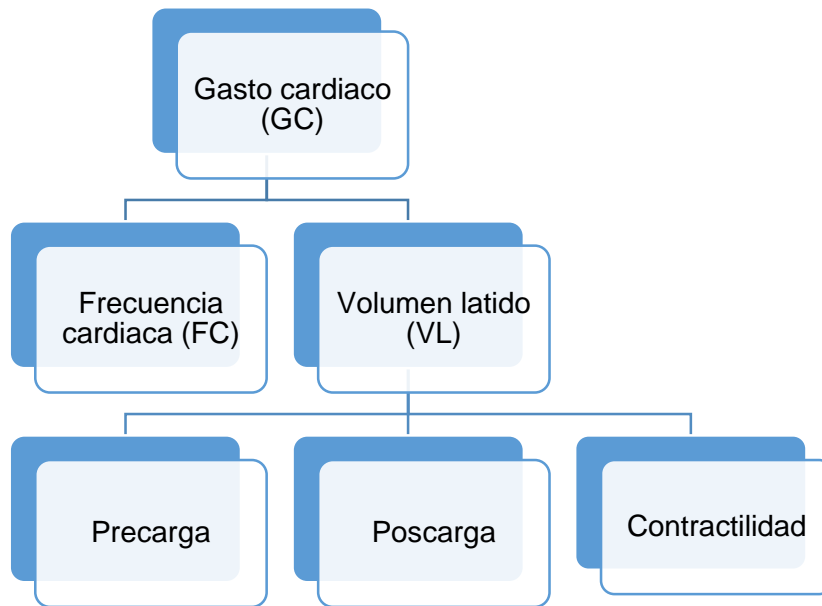 Gasto cardiaco
(GC)
Frecuencia
cardiaca (FC)
Volumen latido
(VL)
Precarga
Poscarga
Contractilidad